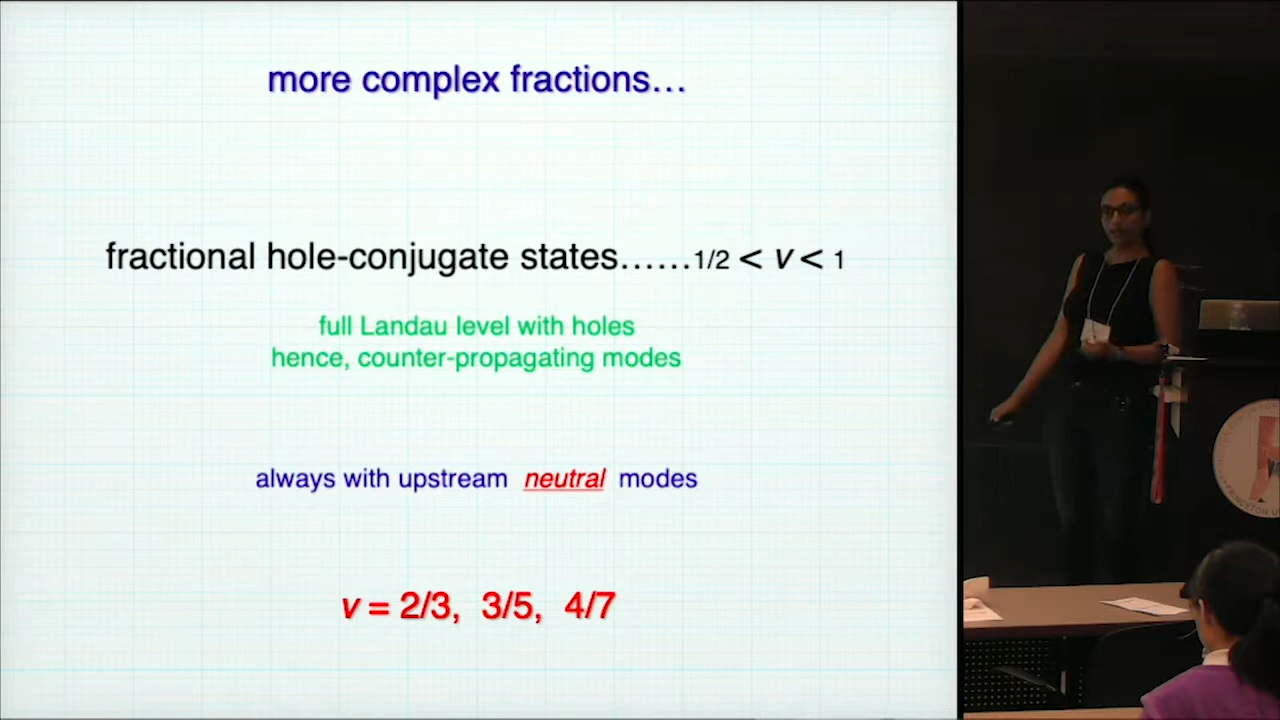 more complex fractions…
fractional hole-conjugate states……1/2 < ν < 1
full Landau level with holes
hence, counter-propagating modes
always with upstream neutral modes
ν = 2/3, 3/5, 4/7